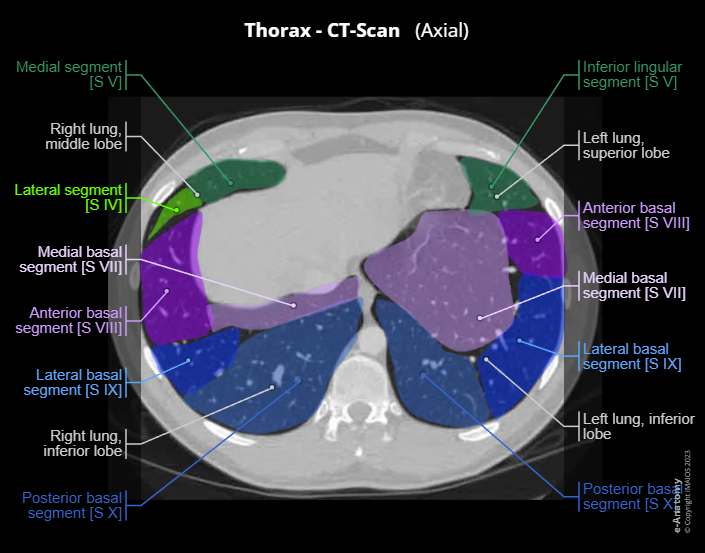 Thorax - CT-Scan (Axial)
Medial segment
[S V]
Right lung,
middle lobe
Lateral segment
[S IV]
Medial basal
segment [S VII]
Anterior basal
segment [S VIII]
Lateral basal
segment [S IX]
Right lung,
inferior lobe
Posterior basal
segment [S X]
Inferior lingular
segment [S V]
Left lung,
superior lobe
Anterior basal
segment [S VIII]
Medial basal
segment [S VII]
Lateral basal
segment [S IX]
Left lung, inferior
lobe
Posterior basal
segment [S X]
e-Anatomy
© Copyright IMAIOS 2023